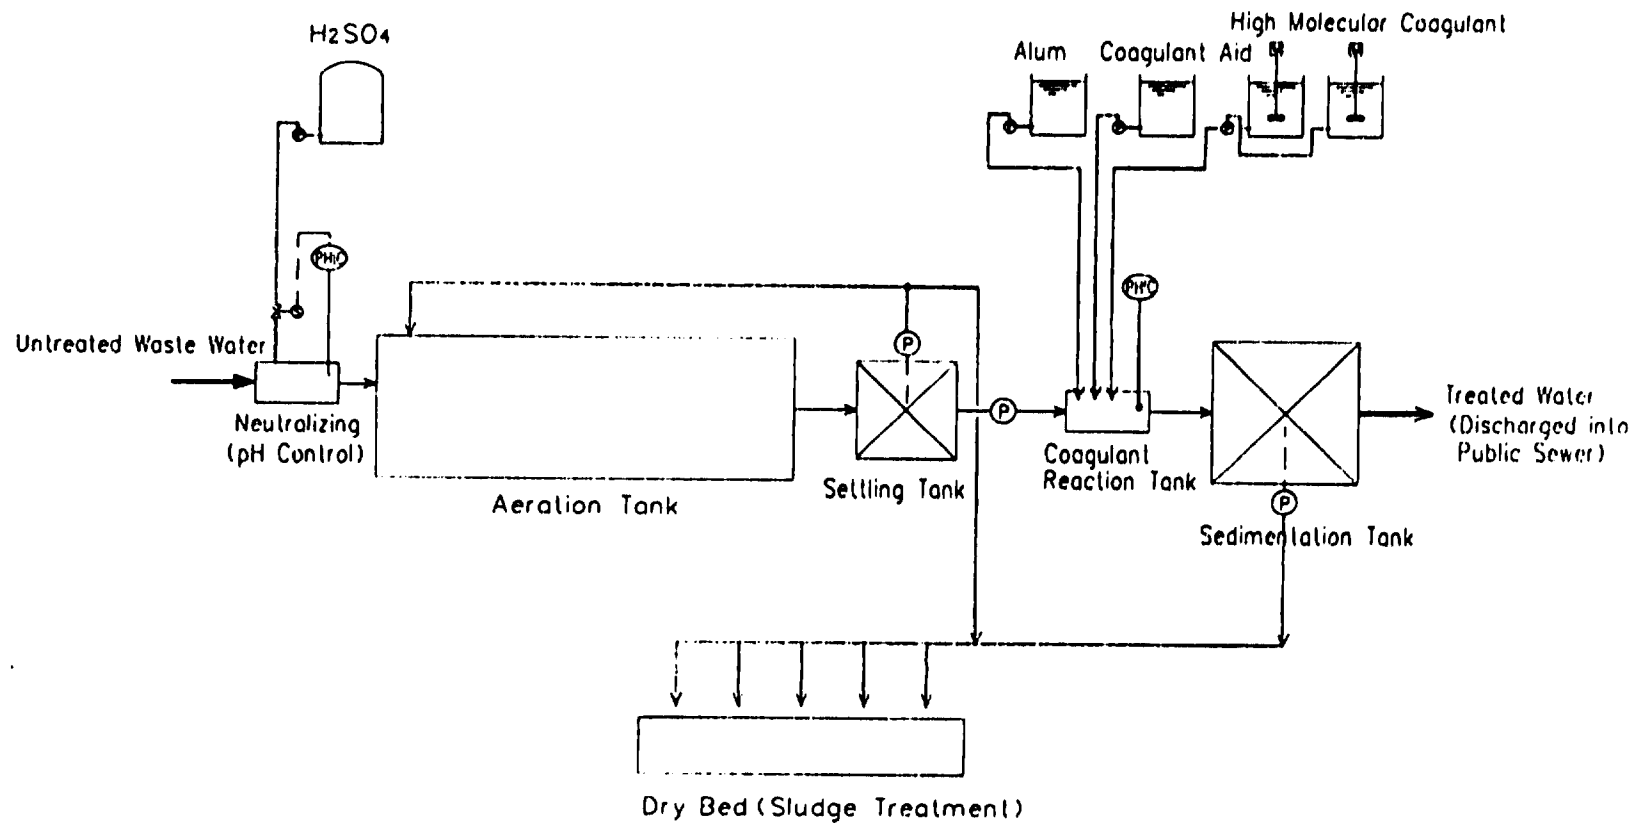 H2SO4
High Molecular Coagulant
Alum
Coagulant Aid
M
M
PHIC
PHIC
Untreated Waste Water
Neutralizing
(pH Control)
Aeration Tank
P
Settling Tank
P
Coagulant
Reaction Tank
P
Sedimentation Tank
Treated Water
(Discharged into
Public Sewer)
Dry Bed (Sludge Treatment)